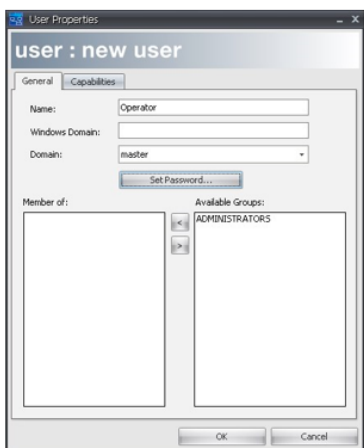 User Properties
user : new user
General Capabilities
Name: Operator
Windows Domain:
Domain: master
Set Password...
Member of: Available Groups:
< ADMINISTRATORS
>
OK Cancel